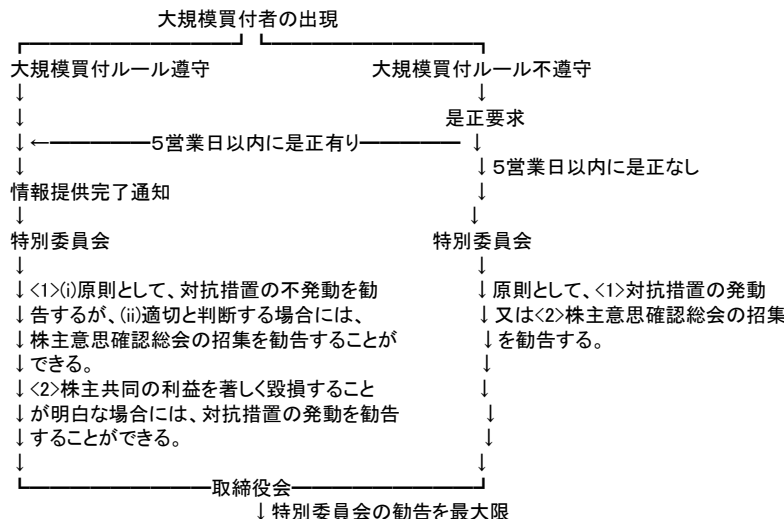 大規模買付者の出現
大規模買付ルール遵守 大規模買付ルール不遵守
↓ ↓
↓ 是正要求
↓←―――――5営業日以内に是正有り――――― ↓
↓ ↓5営業日以内に是正なし
情報提供完了通知 ↓
↓ ↓
特別委員会 特別委員会
↓ ↓
↓<1>(i)原則として、対抗措置の不発動を勧 ↓原則として、<1>対抗措置の発動
↓告するが、(ii)適切と判断する場合には、 ↓又は<2>株主意思確認総会の招集
↓株主意思確認総会の招集を勧告することが ↓を勧告する。
↓できる。 ↓
↓<2>株主共同の利益を著しく毀損すること ↓
↓が明白な場合には、対抗措置の発動を勧告 ↓
↓することができる。 ↓
↓ ↓
取締役会
↓特別委員会の勧告を最大限